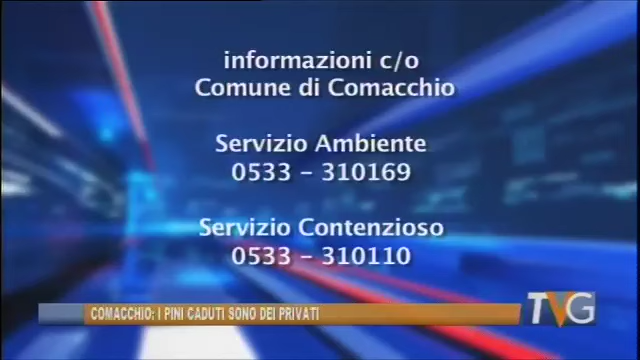 informazioni c/o
Comune di Comacchio
Servizio Ambiente
0533 – 310169
Servizio Contenzioso
0533 – 310110
COMACCHIO: I PINI CADUTI SONO DEI PRIVATI
TVG